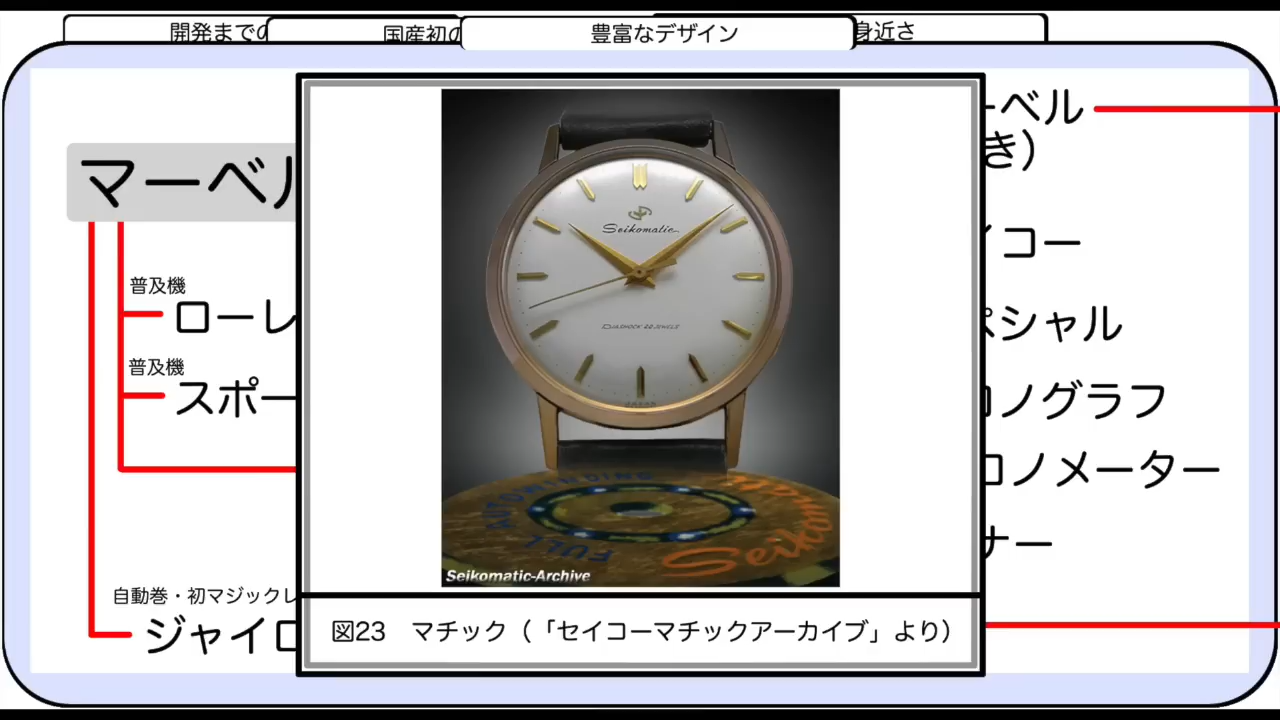 開発までの
国産初の
豊富なデザイン
身近さ
マーベル
普及機
ローレ
普及機
スポー
自動巻・初マジックレ
ジャイロ
Seikomatic
DIASHOCK 22 JEWELS
FULL AUTOWINDING
Seikomatic
Seikomatic-Archive
図23 マチック（「セイコーマチックアーカイブ」より）
ーベル
き）
イコー
ペシャル
ロノグラフ
ロノメーター
ナー